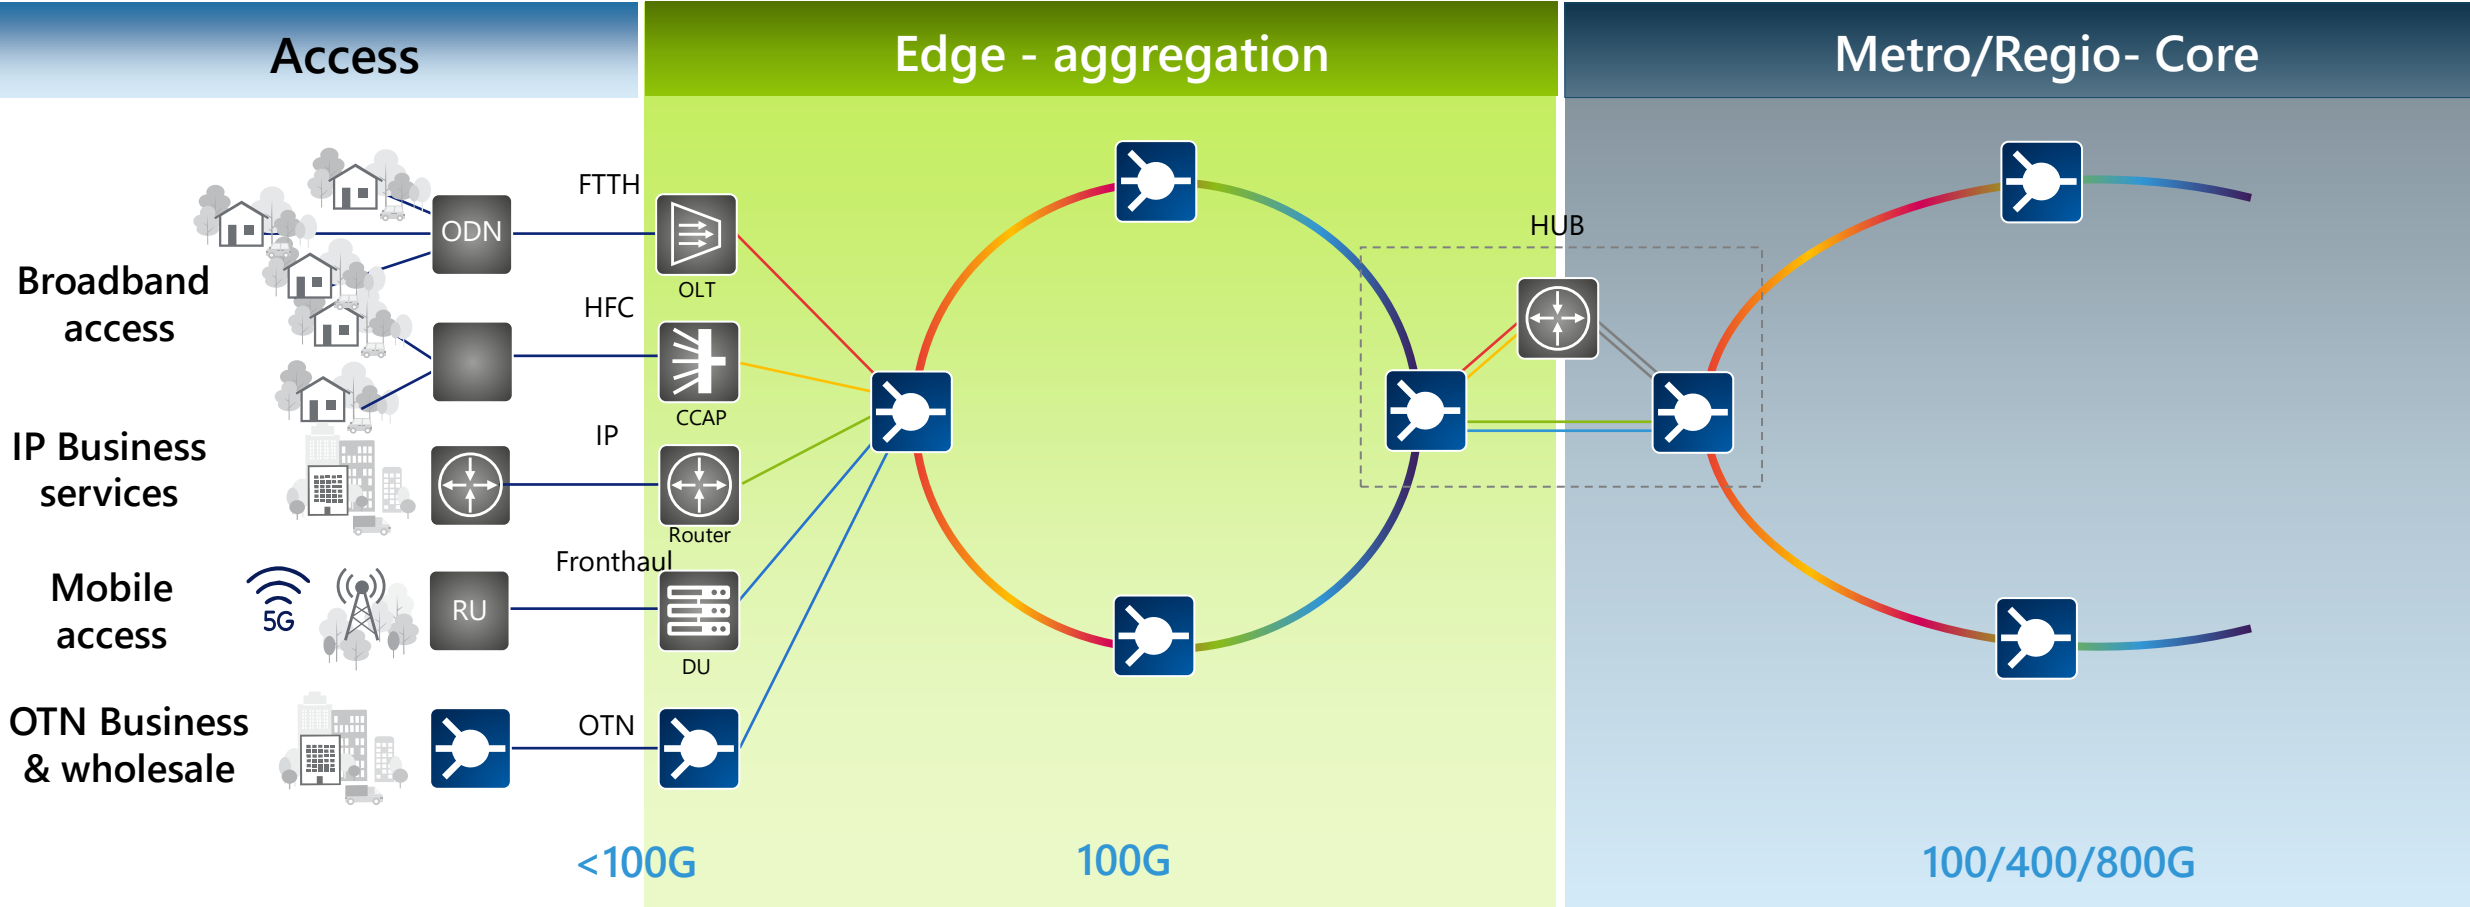 Access
Edge - aggregation
Metro/Regio- Core
FTTH
ODN
HUB
Broadband
access
OLT
HFC
CCAP
IP Business
services
IP
Router
Fronthaul
Mobile
access
5G
RU
DU
OTN Business
& wholesale
OTN
<100G
100G
100/400/800G